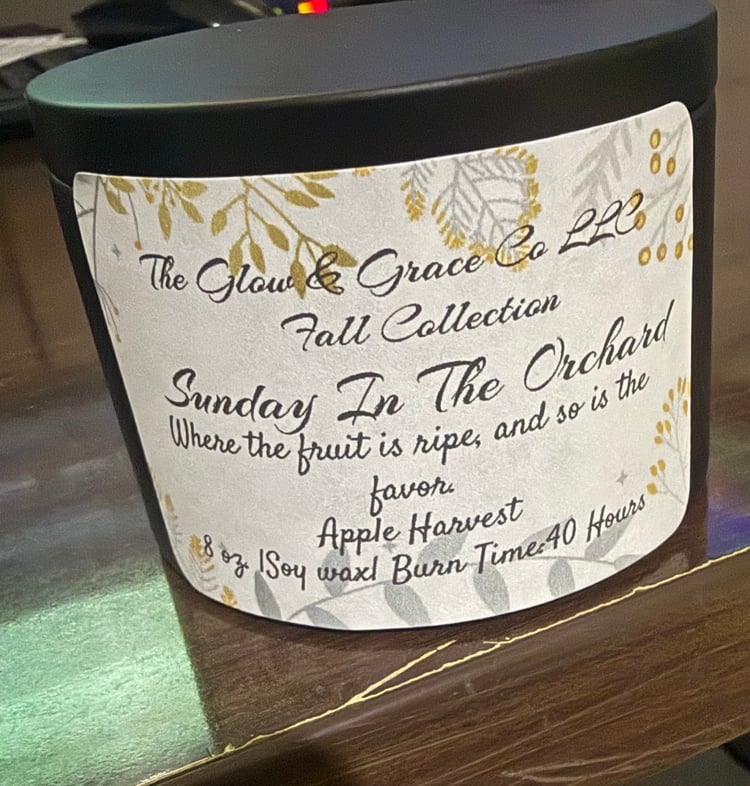 The Glow & Grace Co LLC
Fall Collection
Sunday In The Orchard
Where the fruit is ripe, and so is the
favor.
Apple Harvest
8 oz |Soy wax| Burn Time:40 Hours